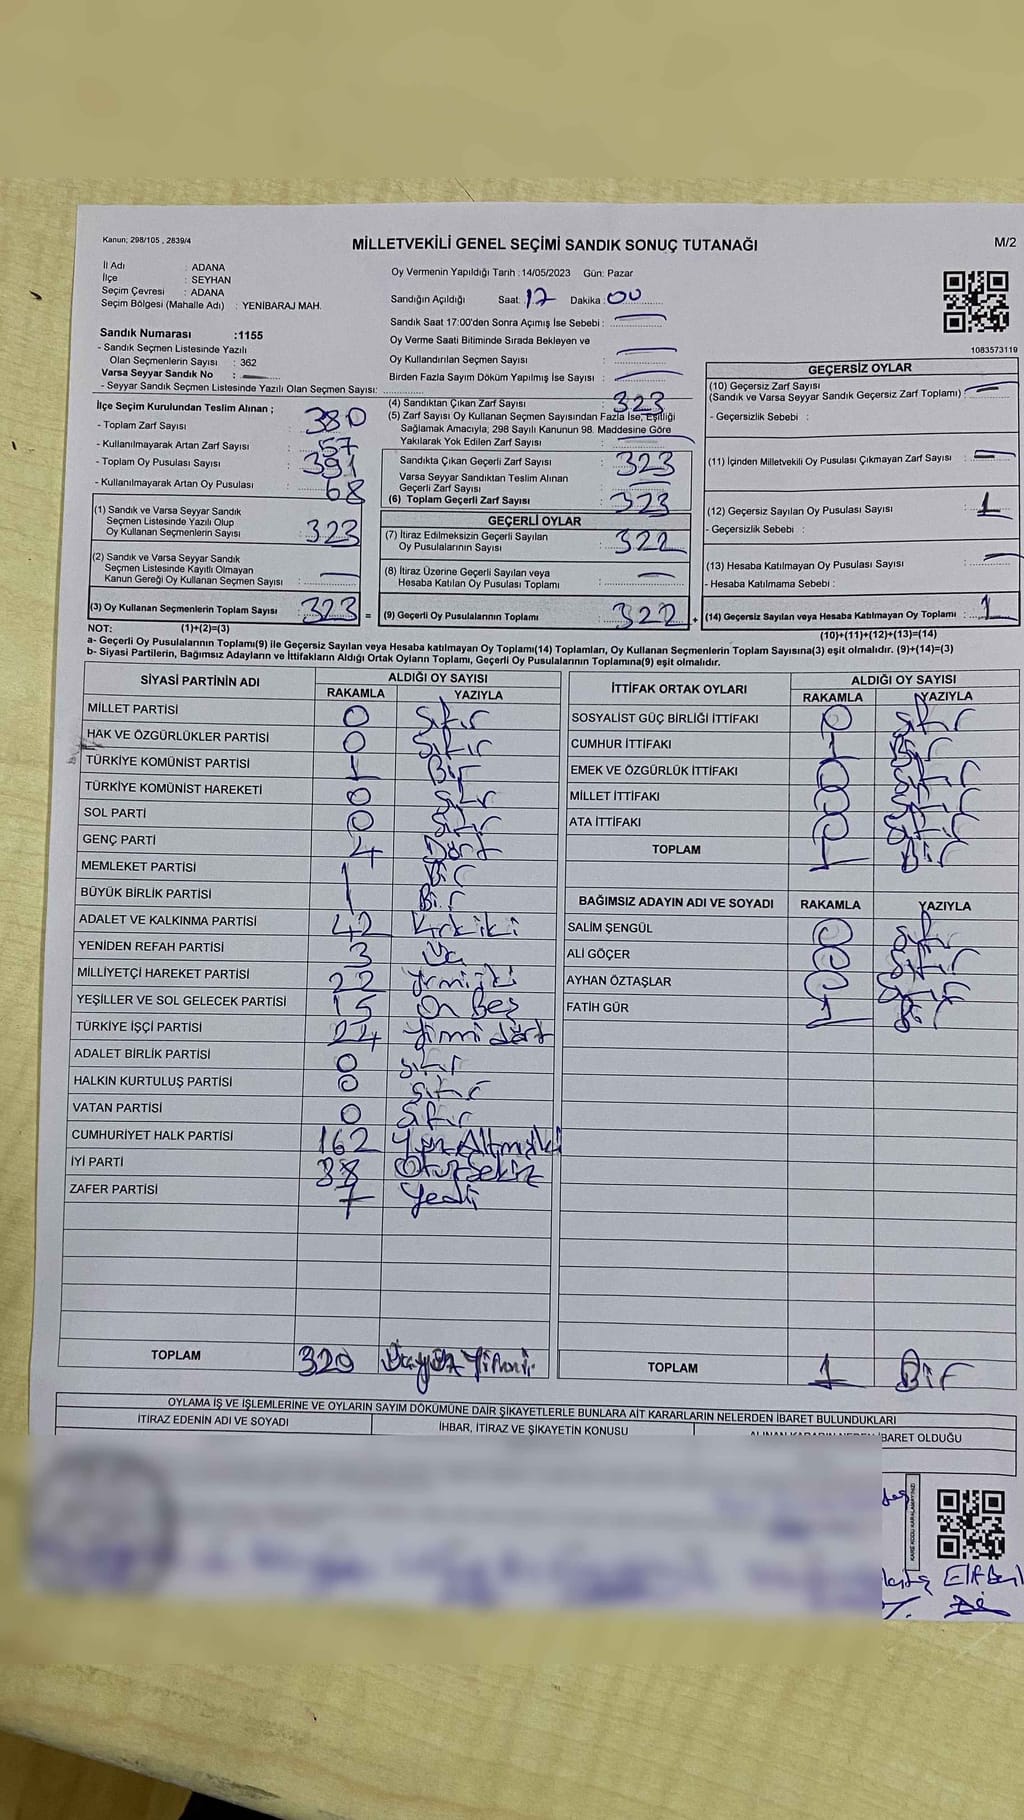 Kanun; 298/105 , 2839/4
MİLLETVEKİLİ GENEL SEÇİMİ SANDIK SONUÇ TUTANAĞI
M/2
İl Adı : ADANA
İlçe : SEYHAN
Seçim Çevresi : ADANA
Seçim Bölgesi (Mahalle Adı) : YENİBARAJ MAH.
Oy Vermenin Yapıldığı Tarih :14/05/2023 Gün: Pazar
Sandığın Açıldığı Saat 17 Dakika :00
Sandık Saat 17:00'den Sonra Açımış İse Sebebi :
Oy Verme Saati Bitiminde Sırada Bekleyen ve
Oy Kullandırılan Seçmen Sayısı :
Birden Fazla Sayım Döküm Yapılmış İse Sayısı :
1083573119
Sandık Numarası :1155
- Sandık Seçmen Listesinde Yazılı
Olan Seçmenlerin Sayısı : 362
Varsa Seyyar Sandık No :
- Seyyar Sandık Seçmen Listesinde Yazılı Olan Seçmen Sayısı:
İlçe Seçim Kurulundan Teslim Alınan ;
- Toplam Zarf Sayısı : 380
- Kullanılmayarak Artan Zarf Sayısı : 57
- Toplam Oy Pusulası Sayısı : 391
- Kullanılmayarak Artan Oy Pusulası : 68
(1) Sandık ve Varsa Seyyar Sandık
Seçmen Listesinde Yazılı Olup
Oy Kullanan Seçmenlerin Sayısı : 323
(2) Sandık ve Varsa Seyyar Sandık
Seçmen Listesinde Kayıtlı Olmayan
Kanun Gereği Oy Kullanan Seçmen Sayısı :
(3) Oy Kullanan Seçmenlerin Toplam Sayısı : 323 =
(4) Sandıktan Çıkan Zarf Sayısı : 323
(5) Zarf Sayısı Oy Kullanan Seçmen Sayısından Fazla İse, Eşitliği
Sağlamak Amacıyla; 298 Sayılı Kanunun 98. Maddesine Göre
Yakılarak Yok Edilen Zarf Sayısı :
Sandıkta Çıkan Geçerli Zarf Sayısı : 323
Varsa Seyyar Sandıktan Teslim Alınan
Geçerli Zarf Sayısı :
(6) Toplam Geçerli Zarf Sayısı : 323
GEÇERLİ OYLAR
(7) İtiraz Edilmeksizin Geçerli Sayılan
Oy Pusulalarının Sayısı : 322
(8) İtiraz Üzerine Geçerli Sayılan veya
Hesaba Katılan Oy Pusulası Toplamı :
(9) Geçerli Oy Pusulalarının Toplamı : 322 +
GEÇERSİZ OYLAR
(10) Geçersiz Zarf Sayısı
(Sandık ve Varsa Seyyar Sandık Geçersiz Zarf Toplamı) :
- Geçersizlik Sebebi :
(11) İçinden Milletvekili Oy Pusulası Çıkmayan Zarf Sayısı :
(12) Geçersiz Sayılan Oy Pusulası Sayısı : 1
- Geçersizlik Sebebi :
(13) Hesaba Katılmayan Oy Pusulası Sayısı :
- Hesaba Katılmama Sebebi :
(14) Geçersiz Sayılan veya Hesaba Katılmayan Oy Toplamı : 1
NOT: (1)+(2)=(3)
(10)+(11)+(12)+(13)=(14)
a- Geçerli Oy Pusulalarının Toplamı(9) ile Geçersiz Sayılan veya Hesaba katılmayan Oy Toplamı(14) Toplamları, Oy Kullanan Seçmenlerin Toplam Sayısına(3) eşit olmalıdır. (9)+(14)=(3)
b- Siyasi Partilerin, Bağımsız Adayların ve İttifakların Aldığı Ortak Oyların Toplamı, Geçerli Oy Pusulalarının Toplamına(9) eşit olmalıdır.
SİYASİ PARTİNİN ADI ALDIĞI OY SAYISI
RAKAMLA YAZIYLA
MİLLET PARTİSİ 0 Sıfır
HAK VE ÖZGÜRLÜKLER PARTİSİ 0 Sıfır
TÜRKİYE KOMÜNİST PARTİSİ 1 Bir
TÜRKİYE KOMÜNİST HAREKETİ 0 Sıfır
SOL PARTİ 0 Sıfır
GENÇ PARTİ 4 Dört
MEMLEKET PARTİSİ 1 Bir
BÜYÜK BİRLİK PARTİSİ 1 Bir
ADALET VE KALKINMA PARTİSİ 42 Kırkiki
YENİDEN REFAH PARTİSİ 3 Üç
MİLLİYETÇİ HAREKET PARTİSİ 22 Yirmiiki
YEŞİLLER VE SOL GELECEK PARTİSİ 15 On Beş
TÜRKİYE İŞÇİ PARTİSİ 24 Yirmi dört
ADALET BİRLİK PARTİSİ 0 Sıfır
HALKIN KURTULUŞ PARTİSİ 0 Sıfır
VATAN PARTİSİ 0 Sıfır
CUMHURİYET HALK PARTİSİ 162 Yüz Altmışiki
İYİ PARTİ 38 Otuzsekiz
ZAFER PARTİSİ 7 Yedi
TOPLAM 320 Üçyüz Yirmi
İTTİFAK ORTAK OYLARI ALDIĞI OY SAYISI
RAKAMLA YAZIYLA
SOSYALİST GÜÇ BİRLİĞİ İTTİFAKI 0 Sıfır
CUMHUR İTTİFAKI 1 Bir
EMEK VE ÖZGÜRLÜK İTTİFAKI 0 Sıfır
MİLLET İTTİFAKI 0 Sıfır
ATA İTTİFAKI 0 Sıfır
TOPLAM 1 Bir
BAĞIMSIZ ADAYIN ADI VE SOYADI RAKAMLA YAZIYLA
SALİM ŞENGÜL 0 Sıfır
ALİ GÖÇER 0 Sıfır
AYHAN ÖZTAŞLAR 0 Sıfır
FATİH GÜR 1 Bir
TOPLAM 1 Bir
OYLAMA İŞ VE İŞLEMLERİNE VE OYLARIN SAYIM DÖKÜMÜNE DAİR ŞİKAYETLERLE BUNLARA AİT KARARLARIN NELERDEN İBARET BULUNDUKLARI
İTİRAZ EDENİN ADI VE SOYADI
İHBAR, İTİRAZ VE ŞİKAYETİN KONUSU
ALINAN KARARIN NEDEN İBARET OLDUĞU
KARE KODU KARALAMAYINIZ!